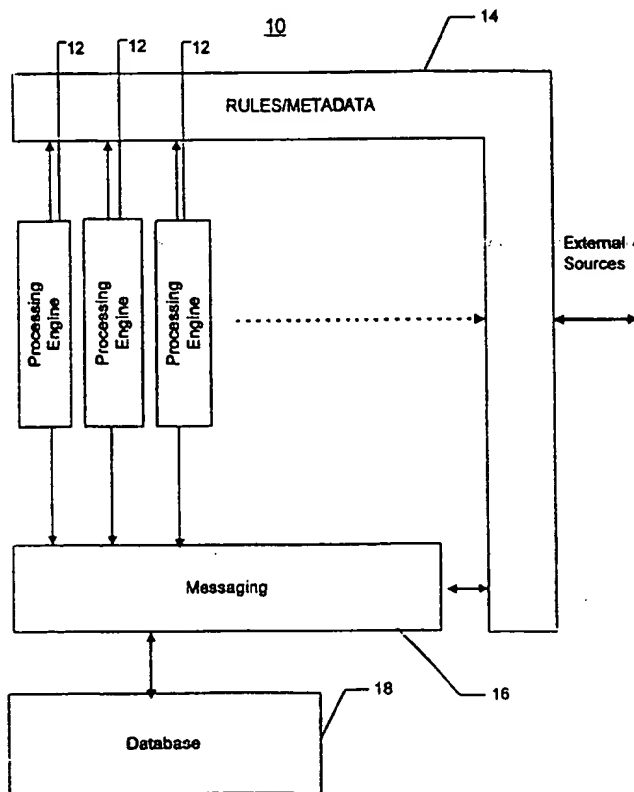 10
12
12
12
14
RULES/METADATA
External
Sources
Processing
Engine
Processing
Engine
Processing
Engine
Messaging
16
18
Database